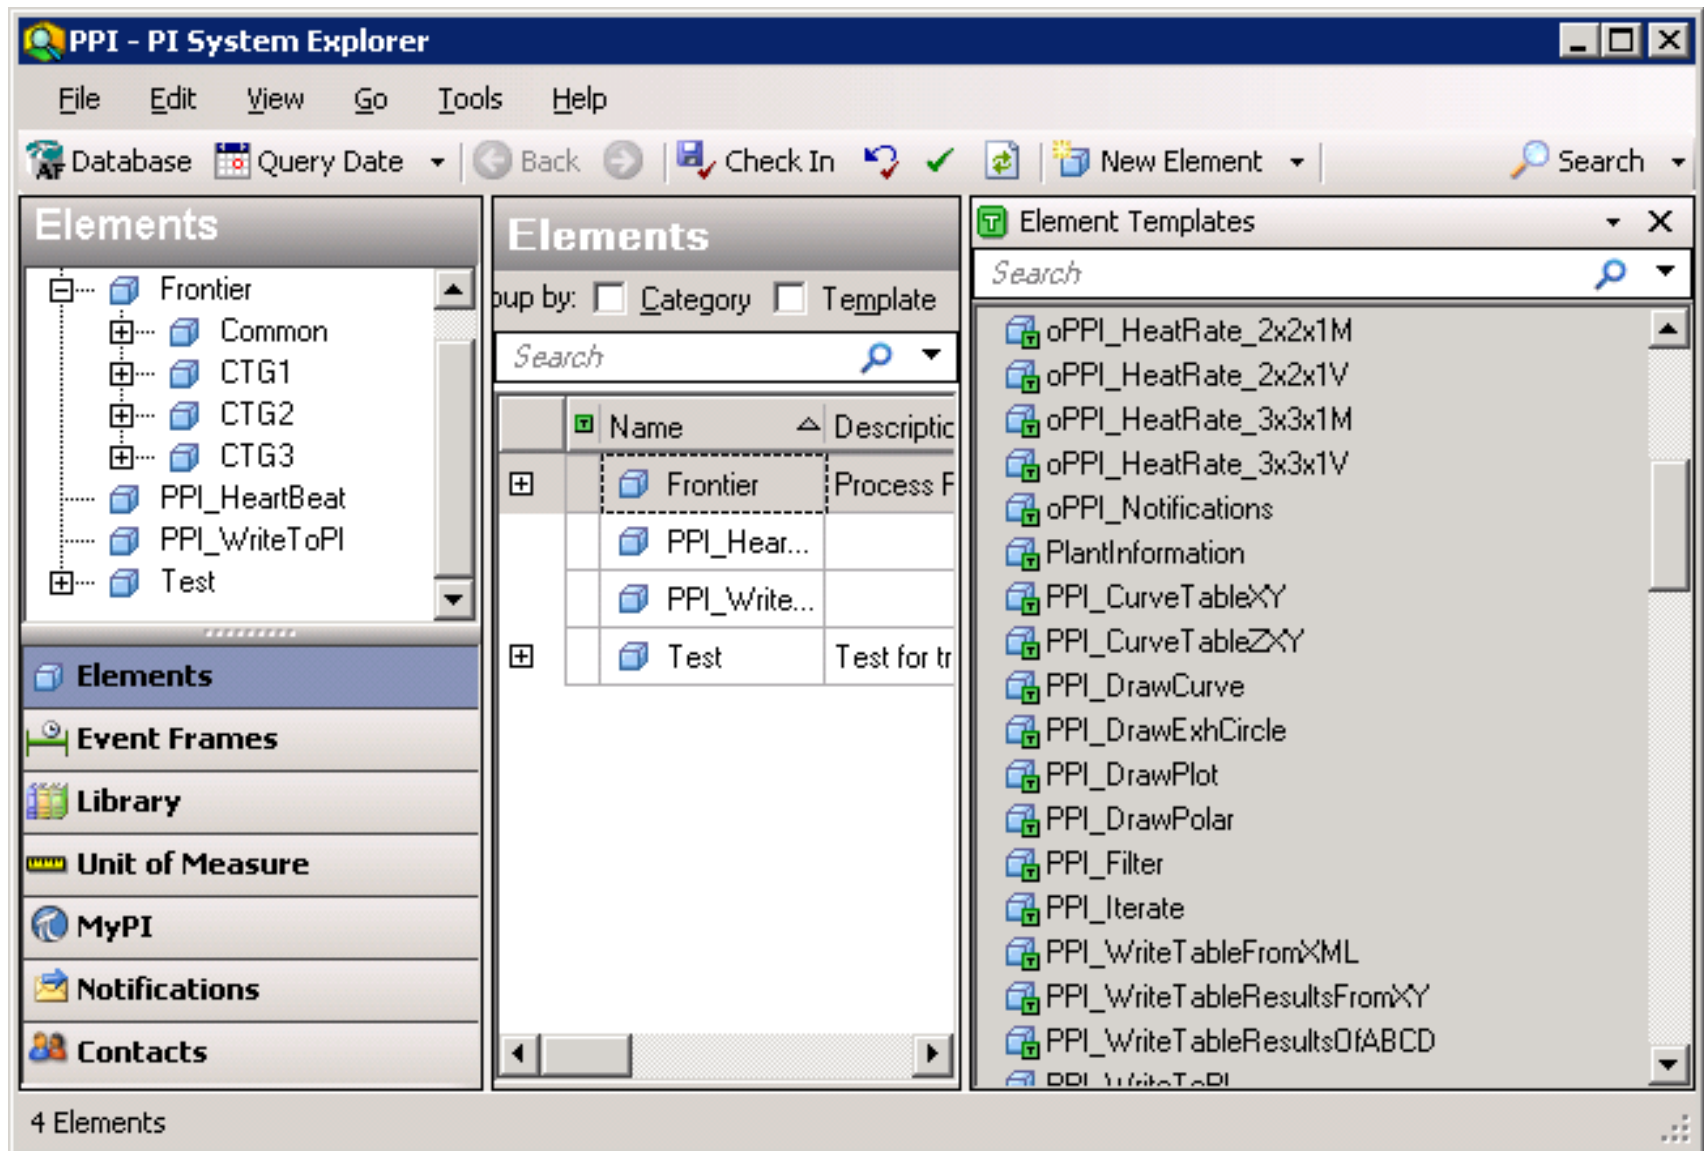 PPI - PI System Explorer
File Edit View Go Tools Help
AF Database Query Date Back Check In New Element Search
Elements
Frontier
Common
CTG1
CTG2
CTG3
PPI_HeartBeat
PPI_WriteToPI
Test
Elements
Event Frames
Library
Unit of Measure
MyPI
Notifications
Contacts
Elements
oup by: Category Template
Search
T Name Descriptic
Frontier Process F
PPI_Hear...
PPI_Write...
Test Test for tr
T Element Templates
Search
oPPI_HeatRate_2x2x1M
oPPI_HeatRate_2x2x1V
oPPI_HeatRate_3x3x1M
oPPI_HeatRate_3x3x1V
oPPI_Notifications
PlantInformation
PPI_CurveTableXY
PPI_CurveTableZXY
PPI_DrawCurve
PPI_DrawExhCircle
PPI_DrawPlot
PPI_DrawPolar
PPI_Filter
PPI_Iterate
PPI_WriteTableFromXML
PPI_WriteTableResultsFromXY
PPI_WriteTableResultsOfABCD
PPI_WriteToPI
4 Elements